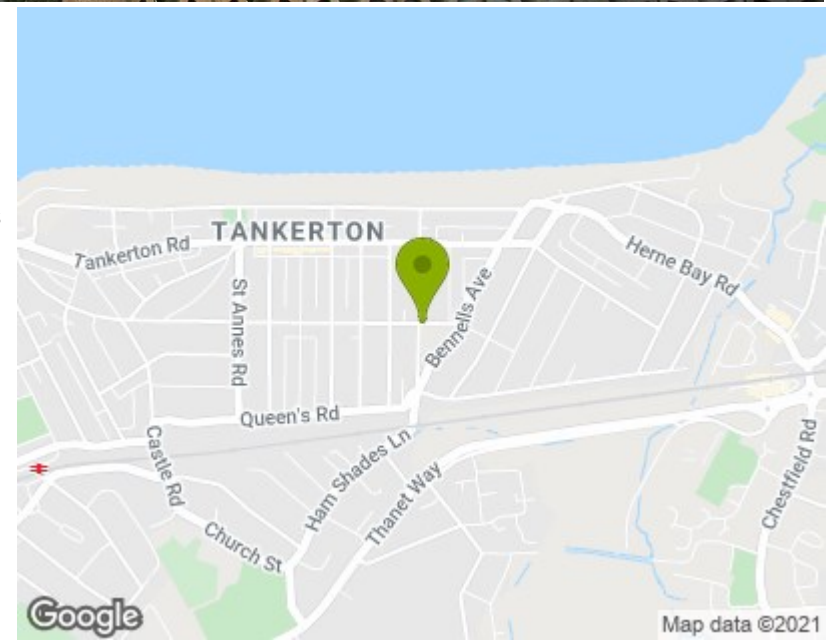 TANKERTON
Tankerton Rd
Herne Bay Rd
St Annes Rd
Bennells Ave
Queen's Rd
Castle Rd
Ham Shades Ln
Thanet Way
Church St
Chestfield Rd
Google
Map data ©2021